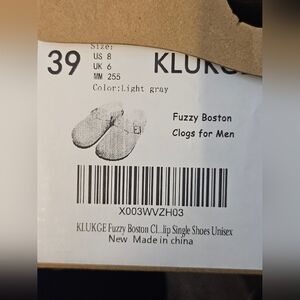 39
Size:
US 8
UK 6
MM 255
KLUKGE
Color:Light gray
Fuzzy Boston
Clogs for Men
X003WVZH03
KLUKGE Fuzzy Boston Cl...lip Single Shoes Unisex
New Made in china